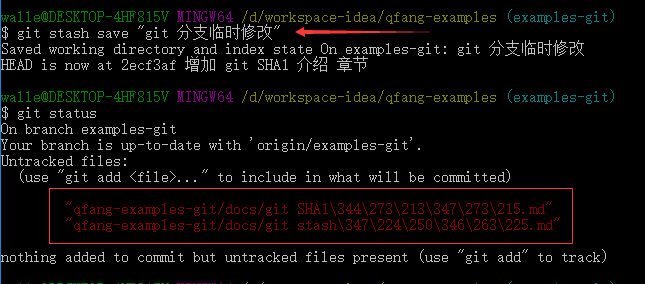 walle@DESKTOP-4HF815V MINGW64 /d/workspace-idea/qfang-examples (examples-git)
$ git stash save "git 分支临时修改"
Saved working directory and index state On examples-git: git 分支临时修改
HEAD is now at 2ecf3af 增加 git SHA1 介绍 章节
walle@DESKTOP-4HF815V MINGW64 /d/workspace-idea/qfang-examples (examples-git)
$ git status
On branch examples-git
Your branch is up-to-date with 'origin/examples-git'.
Untracked files:
(use "git add <file>..." to include in what will be committed)
"qfang-examples-git/docs/git SHA1\344\273\213\347\273\215.md"
"qfang-examples-git/docs/git stash\347\224\250\346\263\225.md"
nothing added to commit but untracked files present (use "git add" to track)